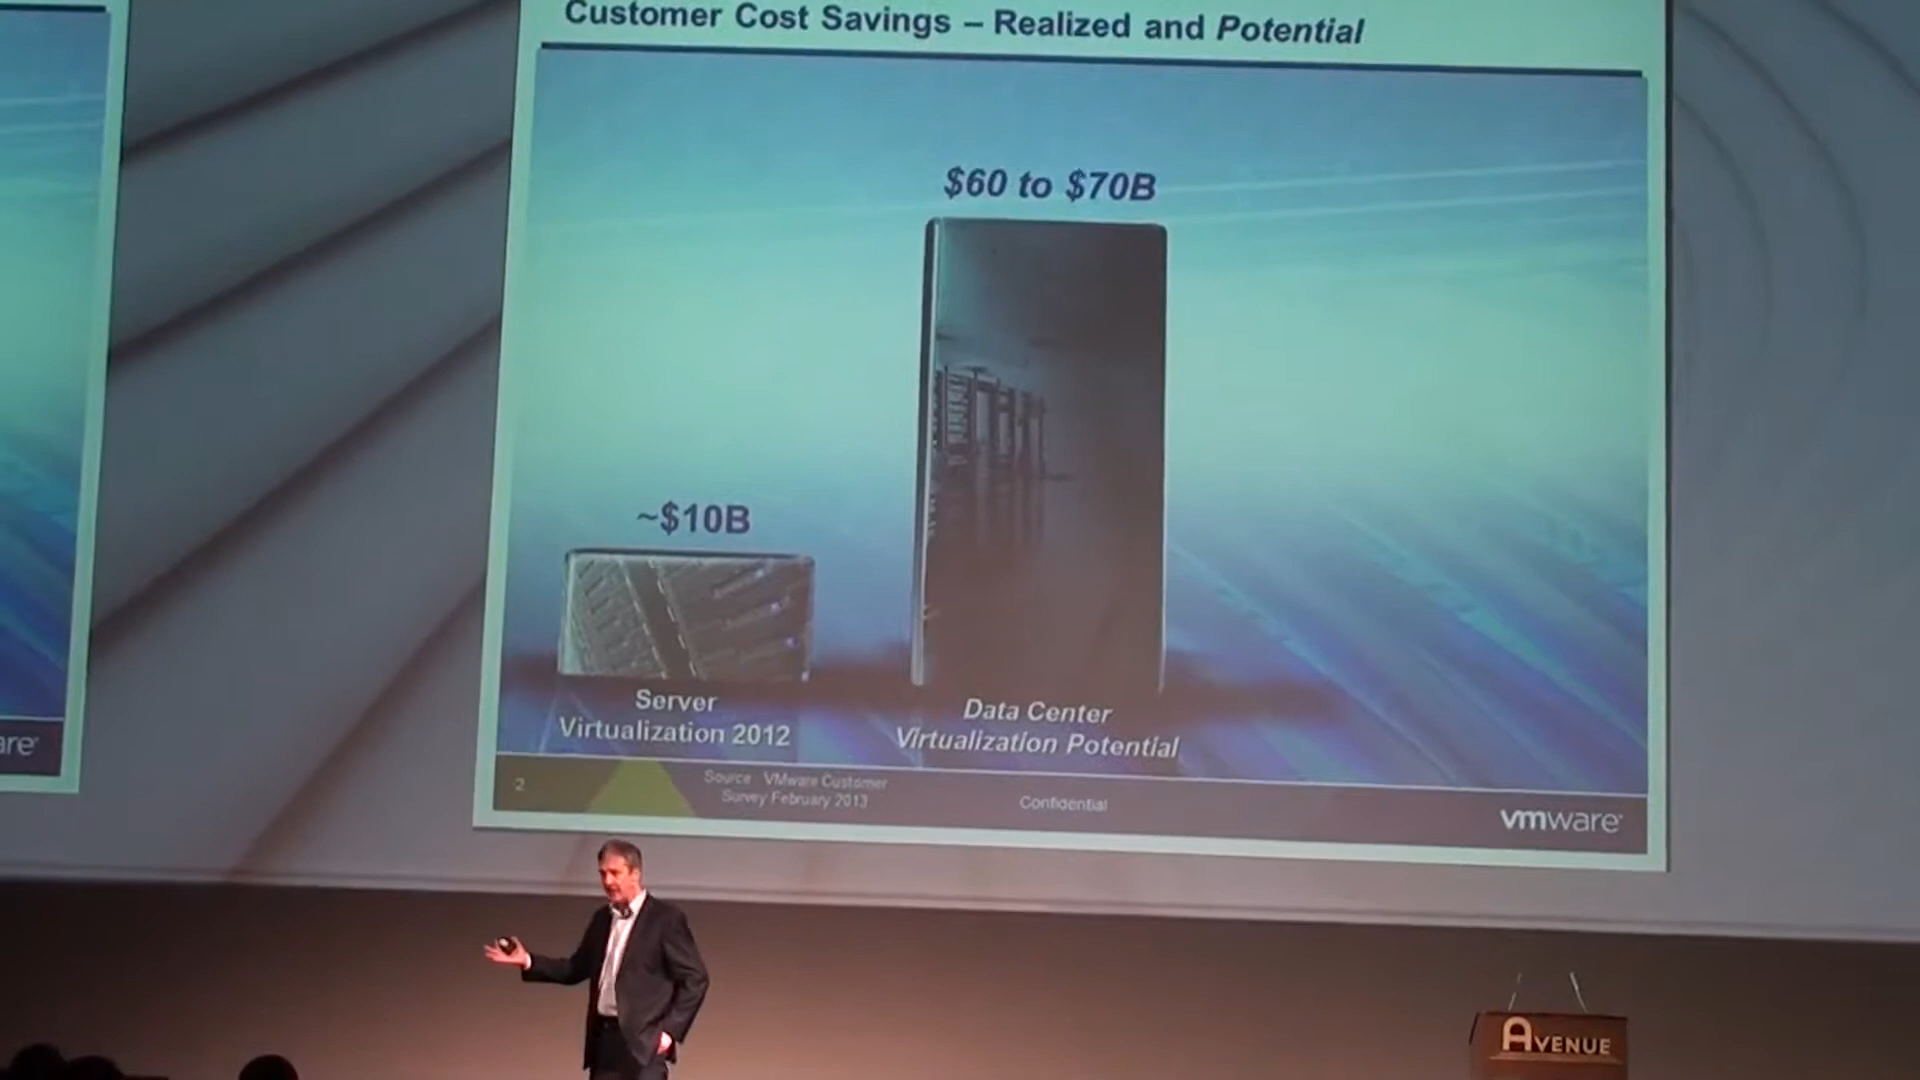 Customer Cost Savings – Realized and Potential
$60 to $70B
~$10B
Server
Virtualization 2012
Data Center
Virtualization Potential
2
Source VMware Customer
Survey February 2013
Confidential
vmware
are
AVENUE